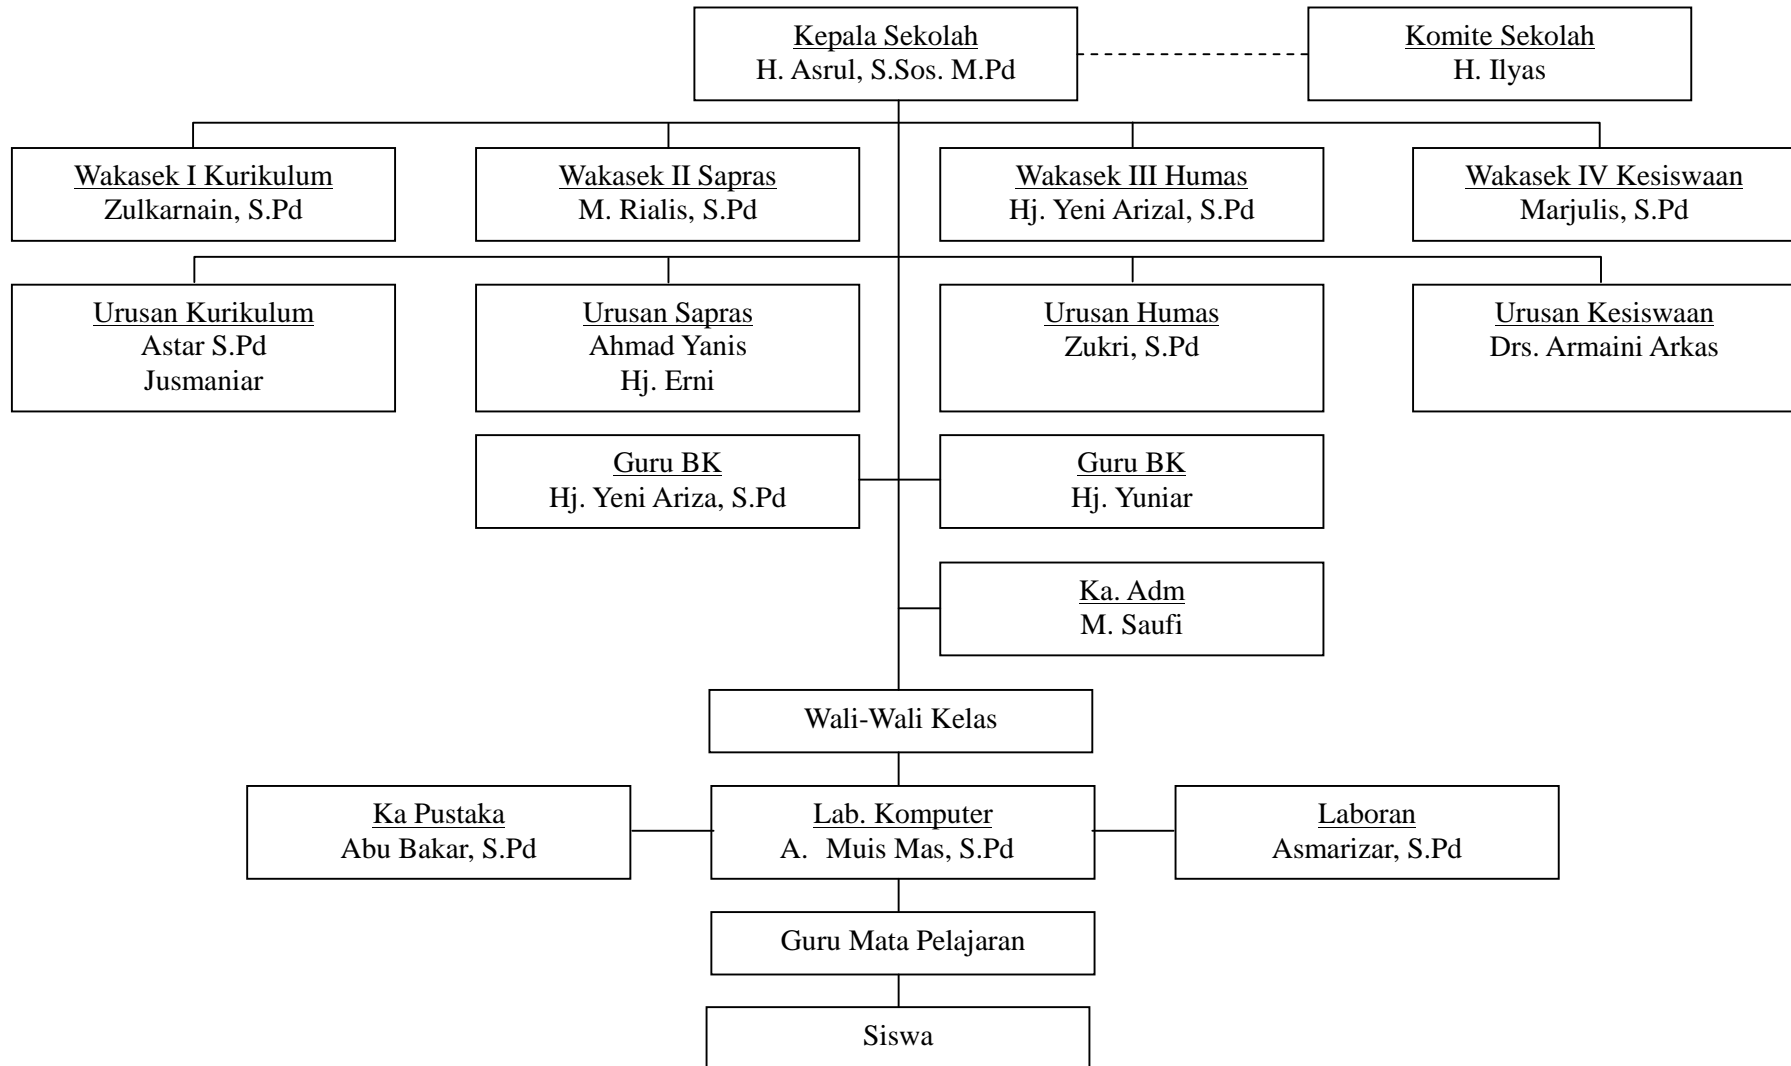 Kepala Sekolah
H. Asrul, S.Sos. M.Pd
Komite Sekolah
H. Ilyas
Wakasek I Kurikulum
Zulkarnain, S.Pd
Wakasek II Sapras
M. Rialis, S.Pd
Wakasek III Humas
Hj. Yeni Arizal, S.Pd
Wakasek IV Kesiswaan
Marjulis, S.Pd
Urusan Kurikulum
Astar S.Pd
Jusmaniar
Urusan Sapras
Ahmad Yanis
Hj. Erni
Urusan Humas
Zukri, S.Pd
Urusan Kesiswaan
Drs. Armaini Arkas
Guru BK
Hj. Yeni Ariza, S.Pd
Guru BK
Hj. Yuniar
Ka. Adm
M. Saufi
Wali-Wali Kelas
Ka Pustaka
Abu Bakar, S.Pd
Lab. Komputer
A. Muis Mas, S.Pd
Laboran
Asmarizar, S.Pd
Guru Mata Pelajaran
Siswa